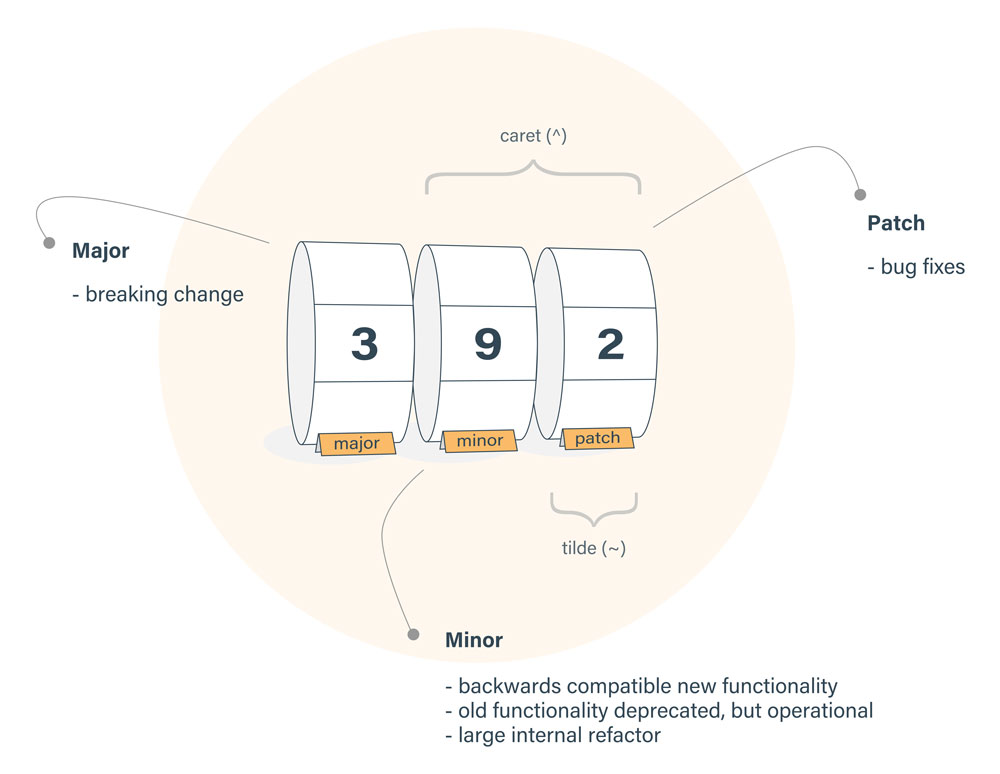 caret (^)
Major
- breaking change
Patch
- bug fixes
3 9 2
major minor patch
tilde (~)
Minor
- backwards compatible new functionality
- old functionality deprecated, but operational
- large internal refactor